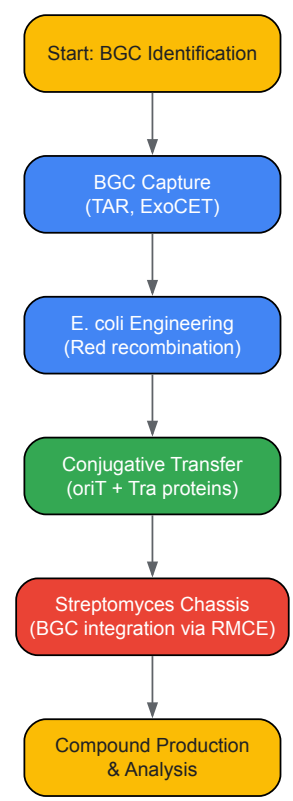 Start: BGC Identification
BGC Capture
(TAR, ExoCET)
E. coli Engineering
(Red recombination)
Conjugative Transfer
(oriT + Tra proteins)
Streptomyces Chassis
(BGC integration via RMCE)
Compound Production
& Analysis